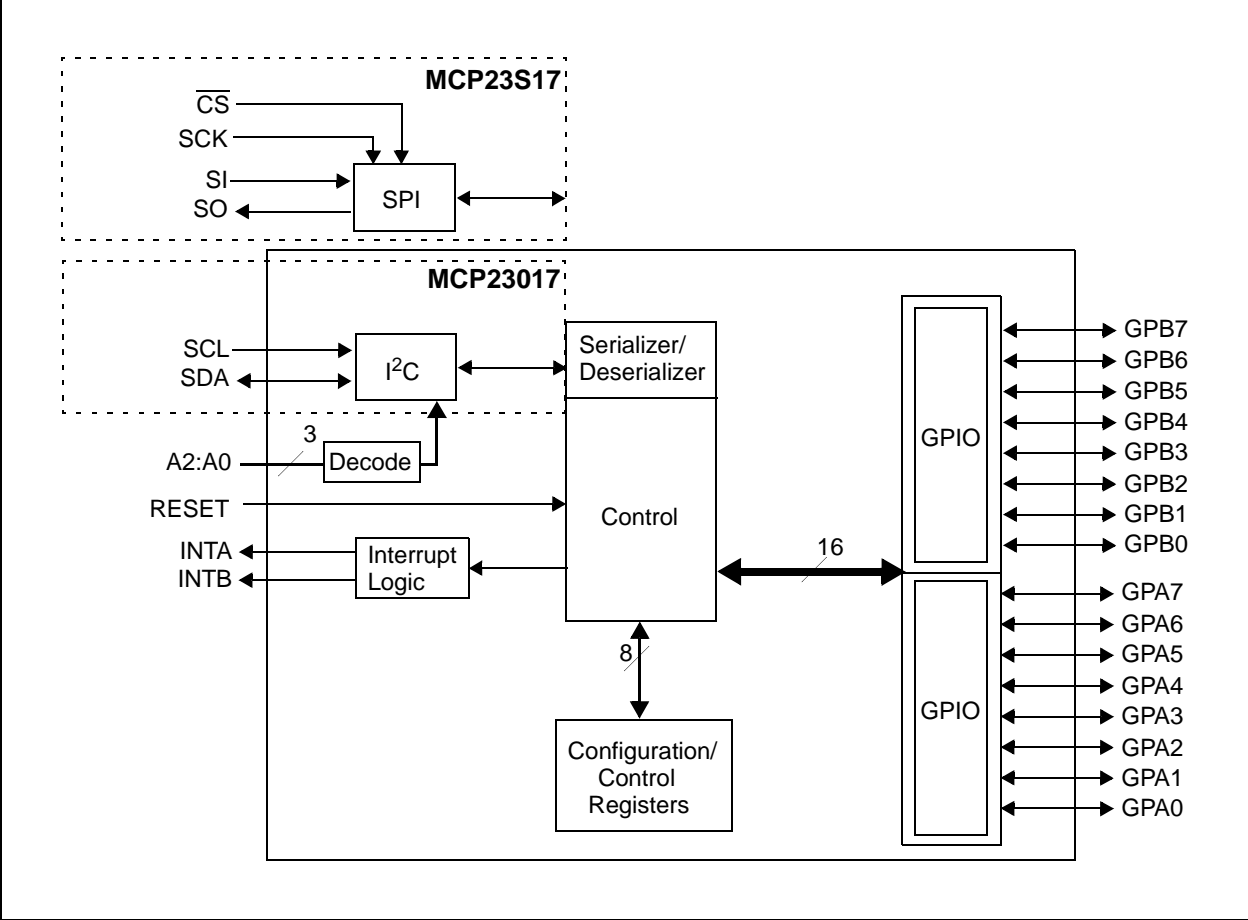 MCP23S17
CS
SCK
SI
SO
SPI
MCP23017
SCL
SDA
I²C
Serializer/
Deserializer
3
A2:A0
Decode
RESET
Control
INTA
INTB
Interrupt
Logic
16
8
Configuration/
Control
Registers
GPIO
GPB7
GPB6
GPB5
GPB4
GPB3
GPB2
GPB1
GPB0
GPIO
GPA7
GPA6
GPA5
GPA4
GPA3
GPA2
GPA1
GPA0